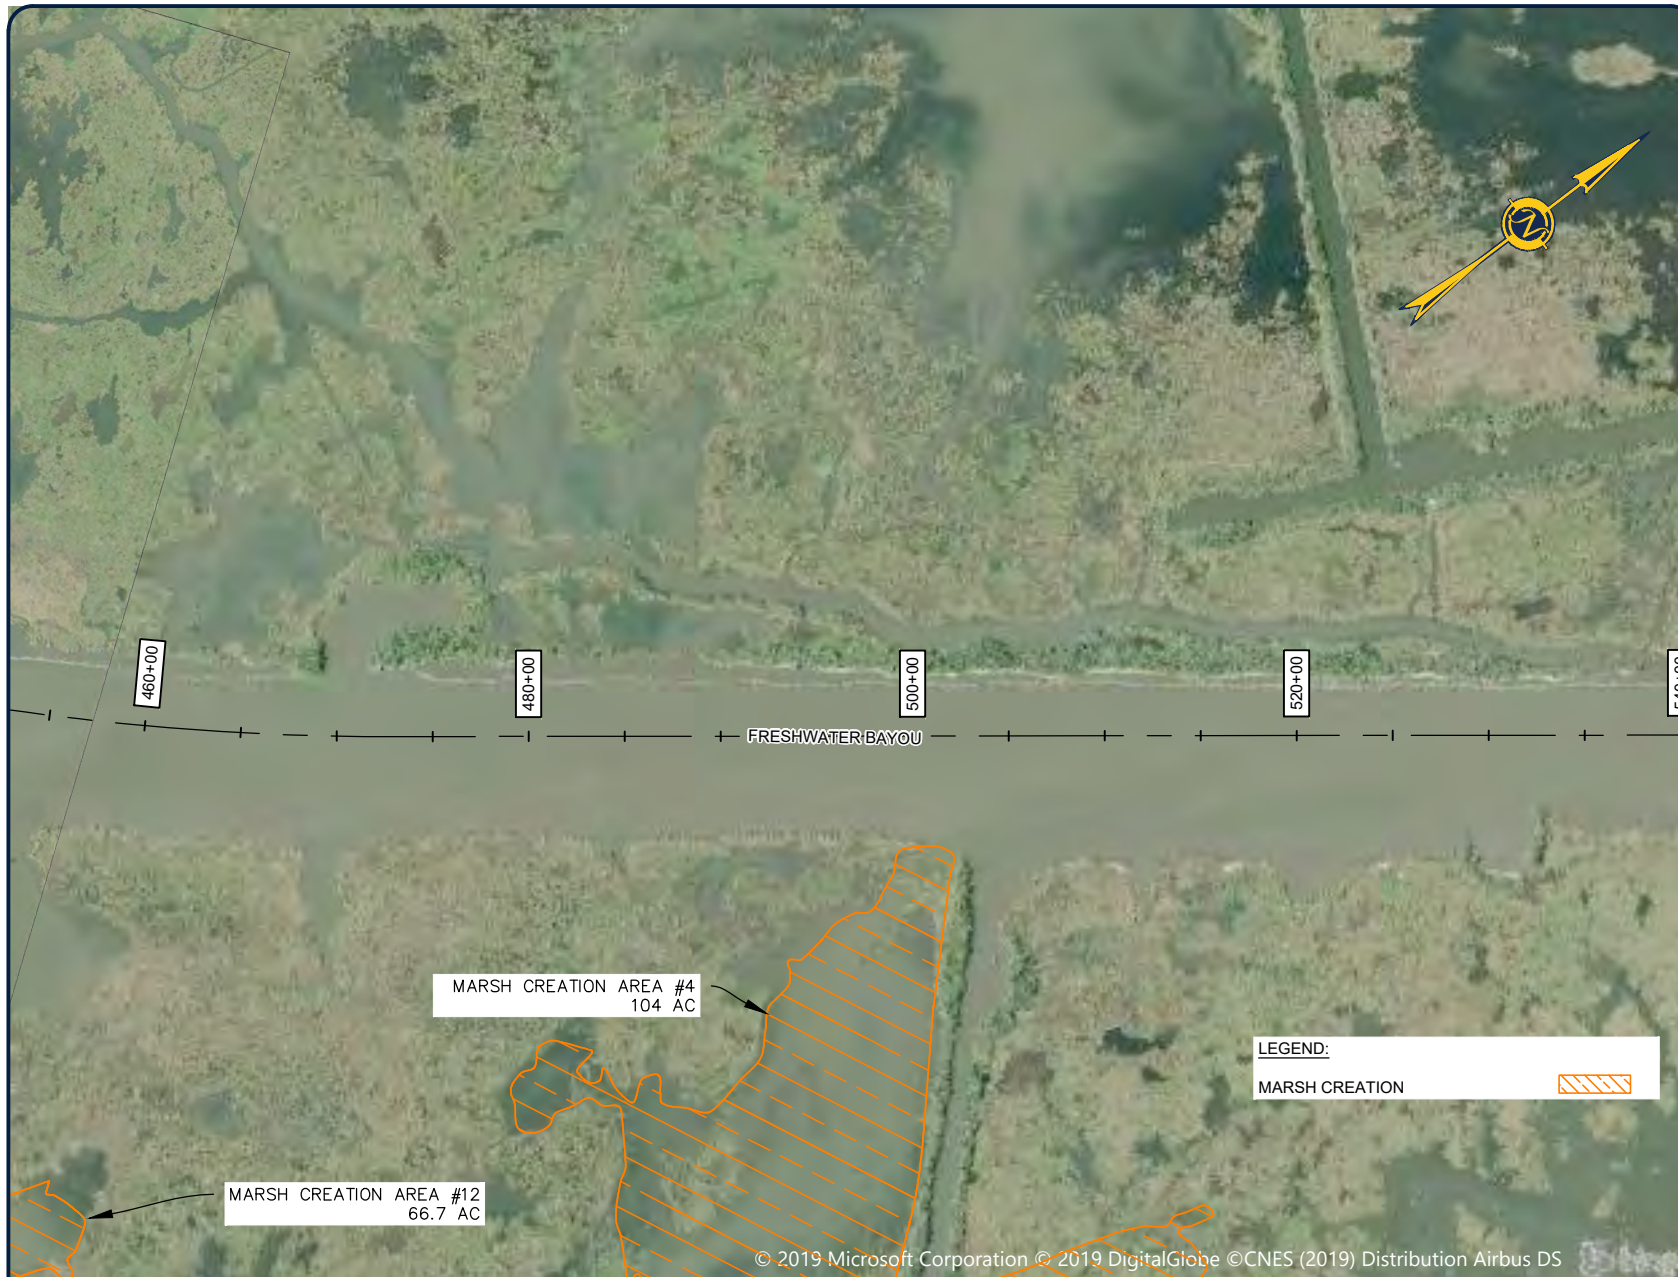 460+00
480+00
500+00
520+00
FRESHWATER BAYOU
MARSH CREATION AREA #4
104 AC
LEGEND:
MARSH CREATION
MARSH CREATION AREA #12
66.7 AC
© 2019 Microsoft Corporation © 2019 DigitalGlobe ©CNES (2019) Distribution Airbus DS